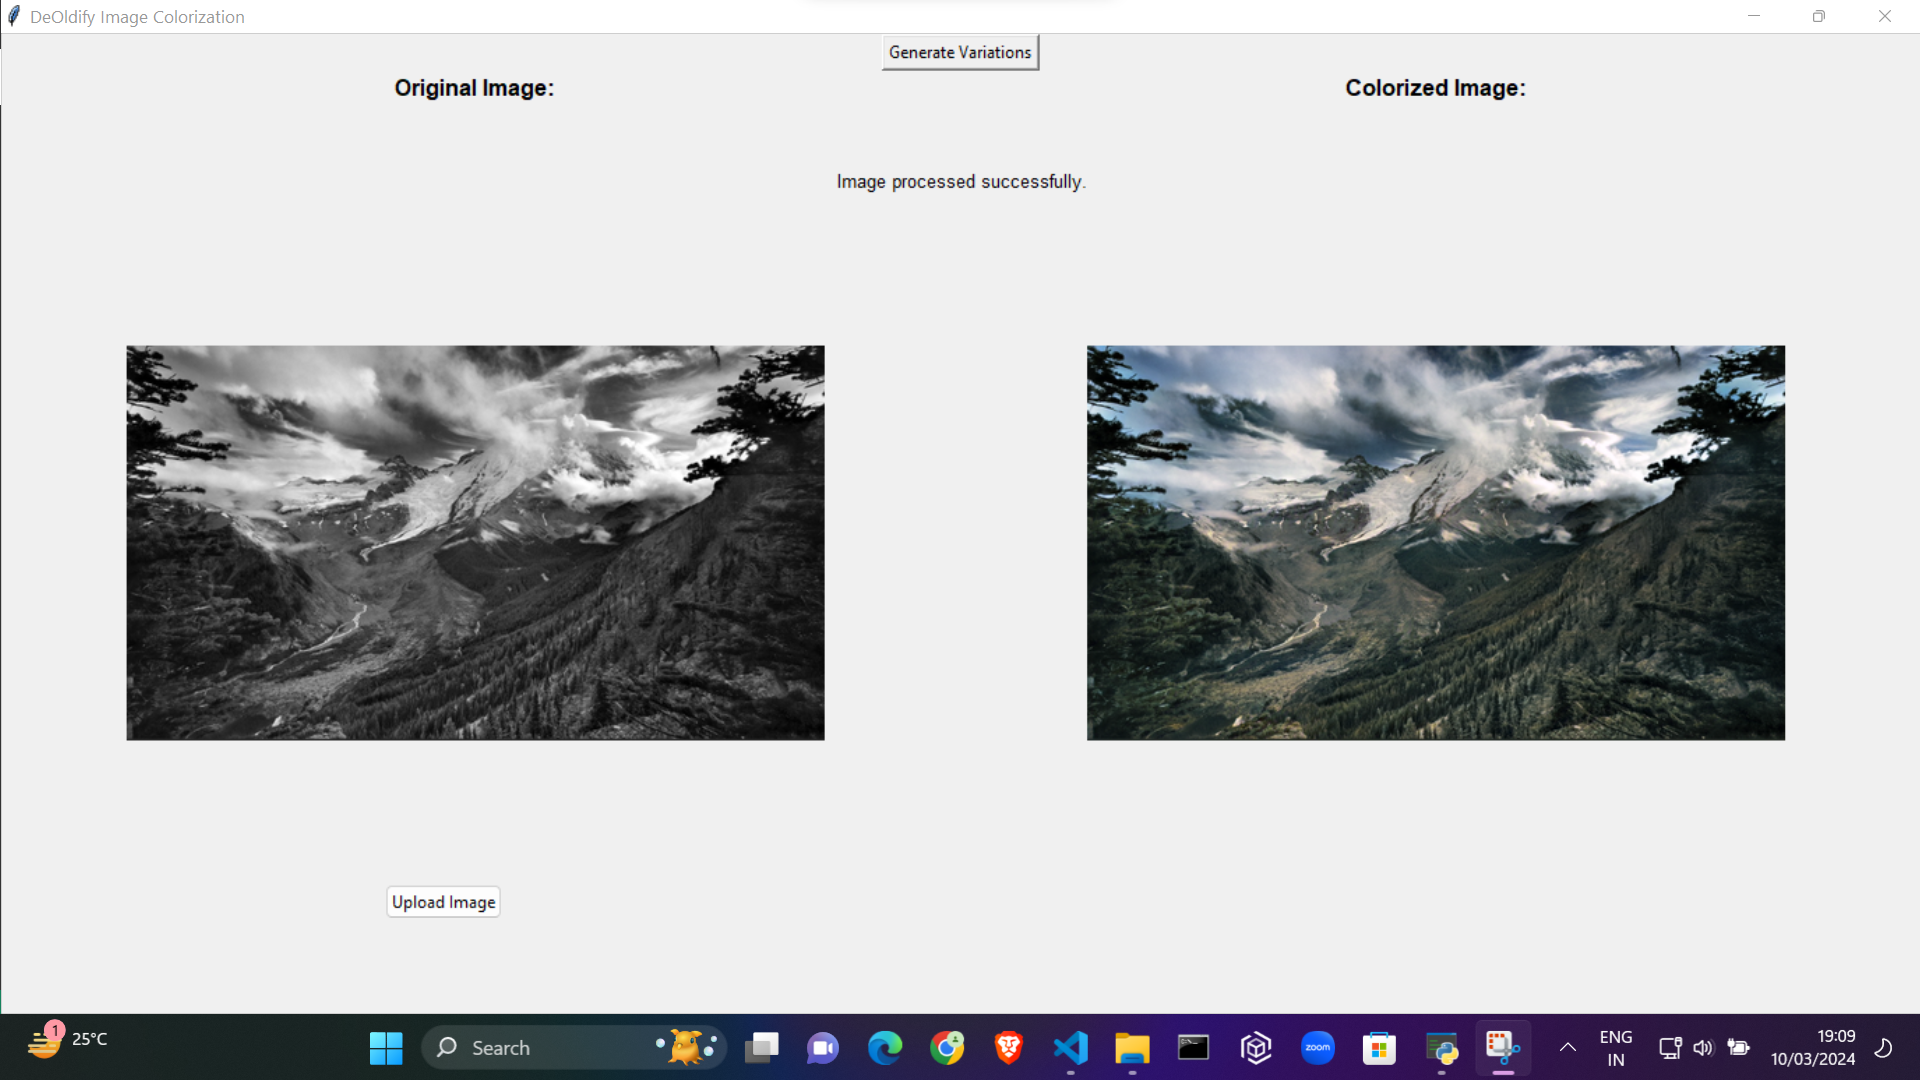 DeOldify Image Colorization
Generate Variations
Original Image:
Colorized Image:
Image processed successfully.
Upload Image
1
25°C
Search
zoom
ENG
IN
19:09
10/03/2024